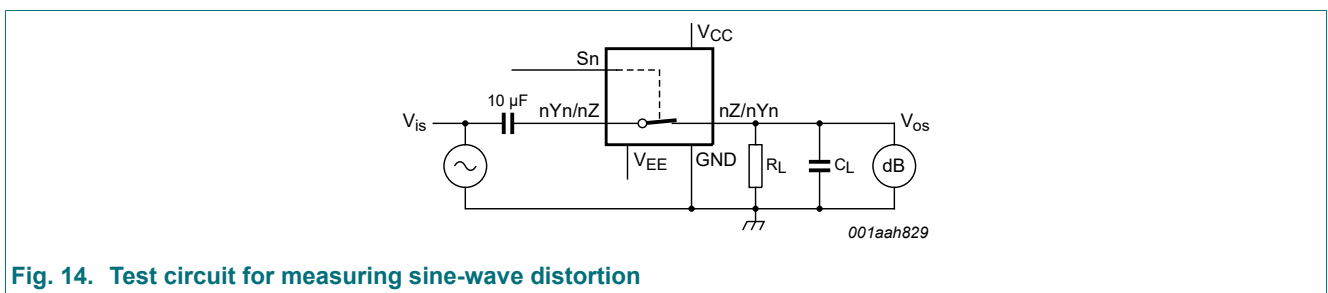 VCC
Sn
10 µF
nYn/nZ
nZ/nYn
Vis
Vos
VEE
GND
RL
CL
dB
001aah829
Fig. 14. Test circuit for measuring sine-wave distortion